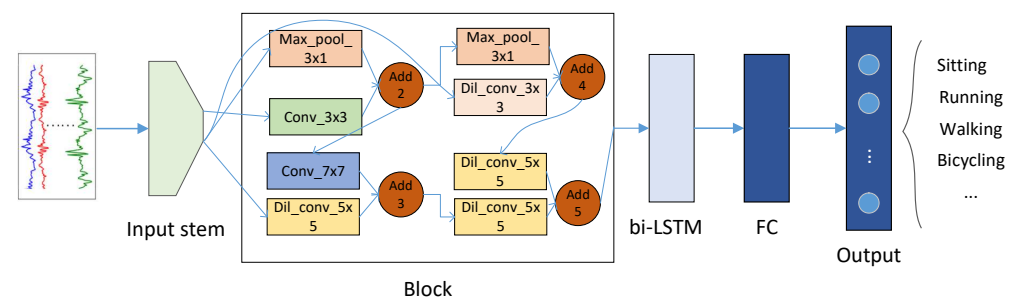 Max_pool_
3x1
Max_pool_
3x1
Add
2
Add
4
Dil_conv_3x
3
Conv_3x3
Conv_7x7
Dil_conv_5x
5
Add
3
Add
5
Dil_conv_5x
5
Dil_conv_5x
5
Input stem
Block
bi-LSTM
FC
Output
Sitting
Running
Walking
Bicycling
...
......
...